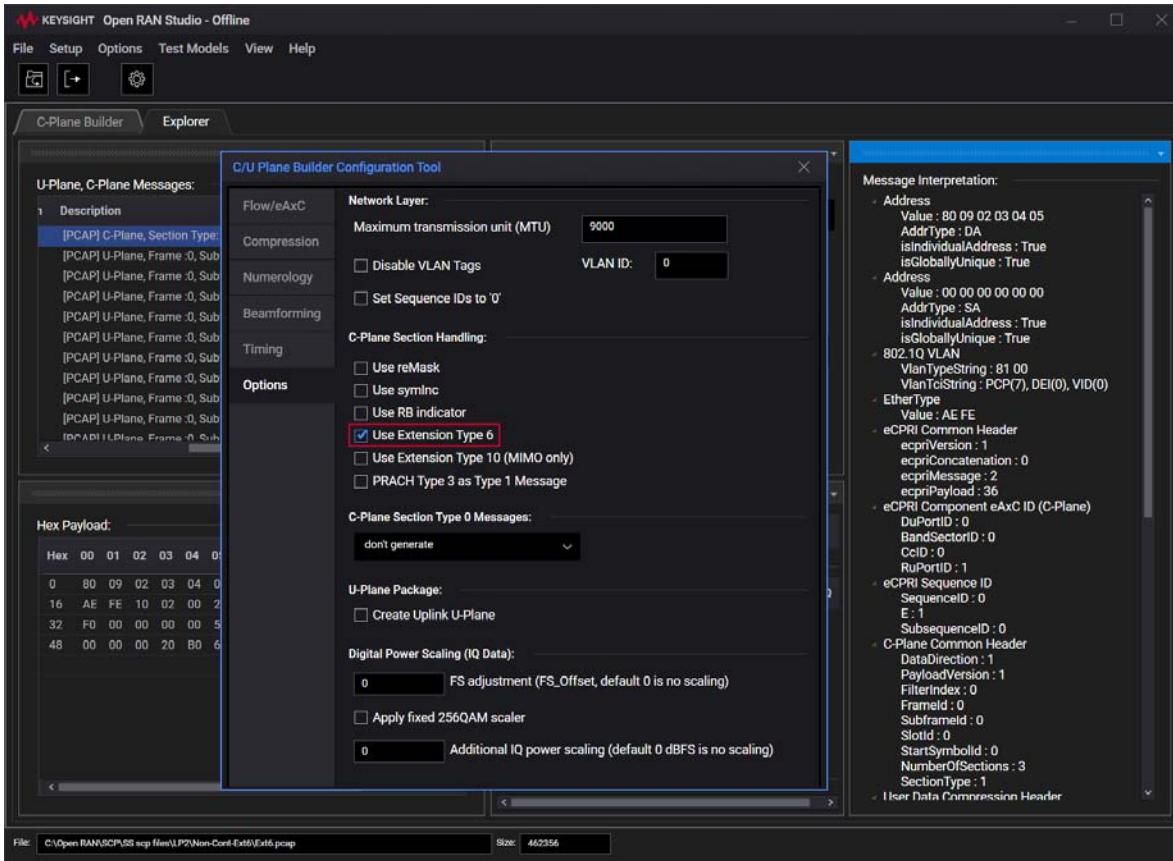 KEYSIGHT Open RAN Studio - Offline
File Setup Options Test Models View Help
C-Plane Builder Explorer
U-Plane, C-Plane Messages:
Description
[PCAP] C-Plane, Section Type:
[PCAP] U-Plane, Frame :0, Sub
[PCAP] U-Plane, Frame :0, Sub
[PCAP] U-Plane, Frame :0, Sub
[PCAP] U-Plane, Frame :0, Sub
[PCAP] U-Plane, Frame :0, Sub
[PCAP] U-Plane, Frame :0, Sub
[PCAP] U-Plane, Frame :0, Sub
[PCAP] U-Plane, Frame :0, Sub
[PCAP] U-Plane, Frame :0, Sub
[PCAP] U-Plane, Frame :0, Sub
Hex Payload:
Hex 00 01 02 03 04
0 80 09 02 03 04
16 AE FE 10 02 00
32 F0 00 00 00 00
48 00 00 00 20 B0
C/U Plane Builder Configuration Tool
Flow/eAxC
Compression
Numerology
Beamforming
Timing
Options
Network Layer:
Maximum transmission unit (MTU) 9000
Disable VLAN Tags VLAN ID: 0
Set Sequence IDs to '0'
C-Plane Section Handling:
Use reMask
Use symInc
Use RB indicator
Use Extension Type 6
Use Extension Type 10 (MIMO only)
PRACH Type 3 as Type 1 Message
C-Plane Section Type 0 Messages:
don't generate
U-Plane Package:
Create Uplink U-Plane
Digital Power Scaling (IQ Data):
0 FS adjustment (FS_Offset, default 0 is no scaling)
Apply fixed 256QAM scaler
0 Additional IQ power scaling (default 0 dBFS is no scaling)
Message Interpretation:
Address
Value : 80 09 02 03 04 05
AddrType : DA
isIndividualAddress : True
isGloballyUnique : True
Address
Value : 00 00 00 00 00 00
AddrType : SA
isIndividualAddress : True
isGloballyUnique : True
802.1Q VLAN
VlanTypeString : 81 00
VlanTciString : PCP(7), DEI(0), VID(0)
EtherType
Value : AE FE
eCPRI Common Header
ecpriVersion : 1
ecpriConcatenation : 0
ecpriMessage : 2
ecpriPayload : 36
eCPRI Component eAxC ID (C-Plane)
DuPortID : 0
BandSectorID : 0
CcID : 0
RuPortID : 1
eCPRI Sequence ID
SequenceID : 0
E : 1
SubsequenceID : 0
C-Plane Common Header
DataDirection : 1
PayloadVersion : 1
FilterIndex : 0
FrameId : 0
SubframeId : 0
SlotId : 0
StartSymbolId : 0
NumberOfSections : 3
SectionType : 1
User Data Compression Header
File: C:\Open RAN\SCP\SS scp files\LP2\Non-Cont-Ext6\Ext6.pcap Size: 462356